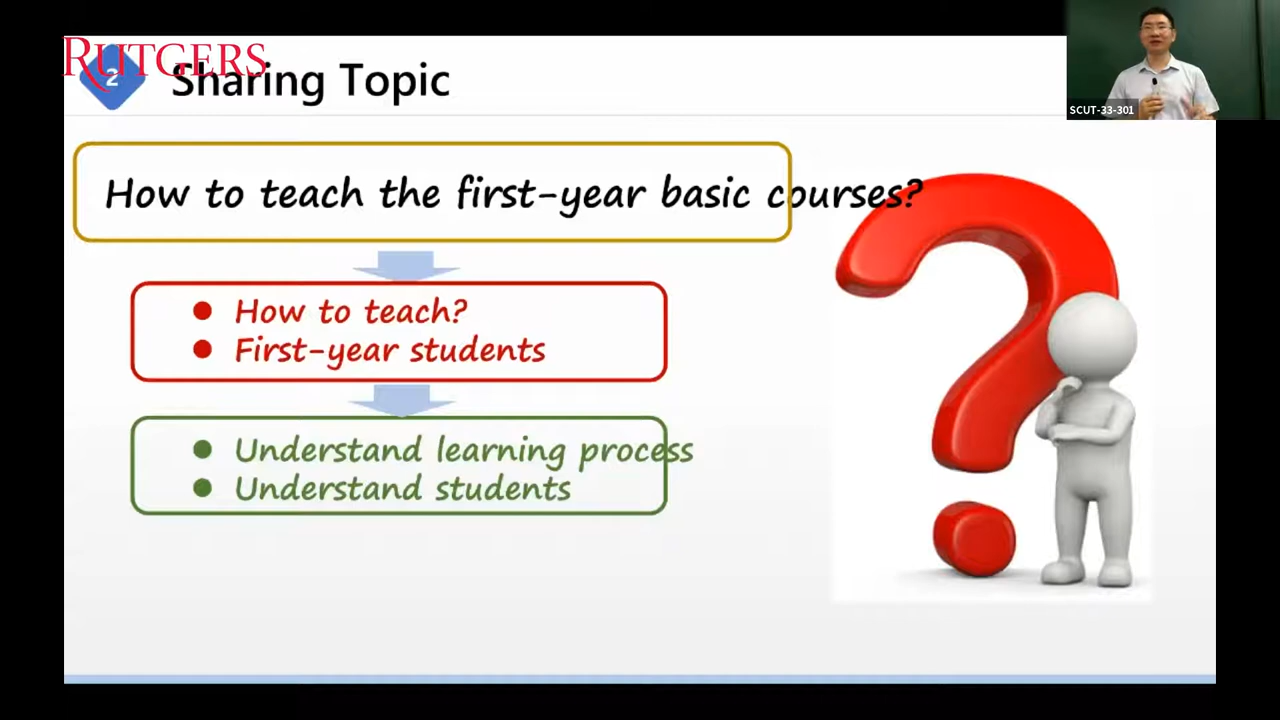 RUTGERS
2
Sharing Topic
SCUT-33-301
How to teach the first-year basic courses?
How to teach?
First-year students
Understand learning process
Understand students